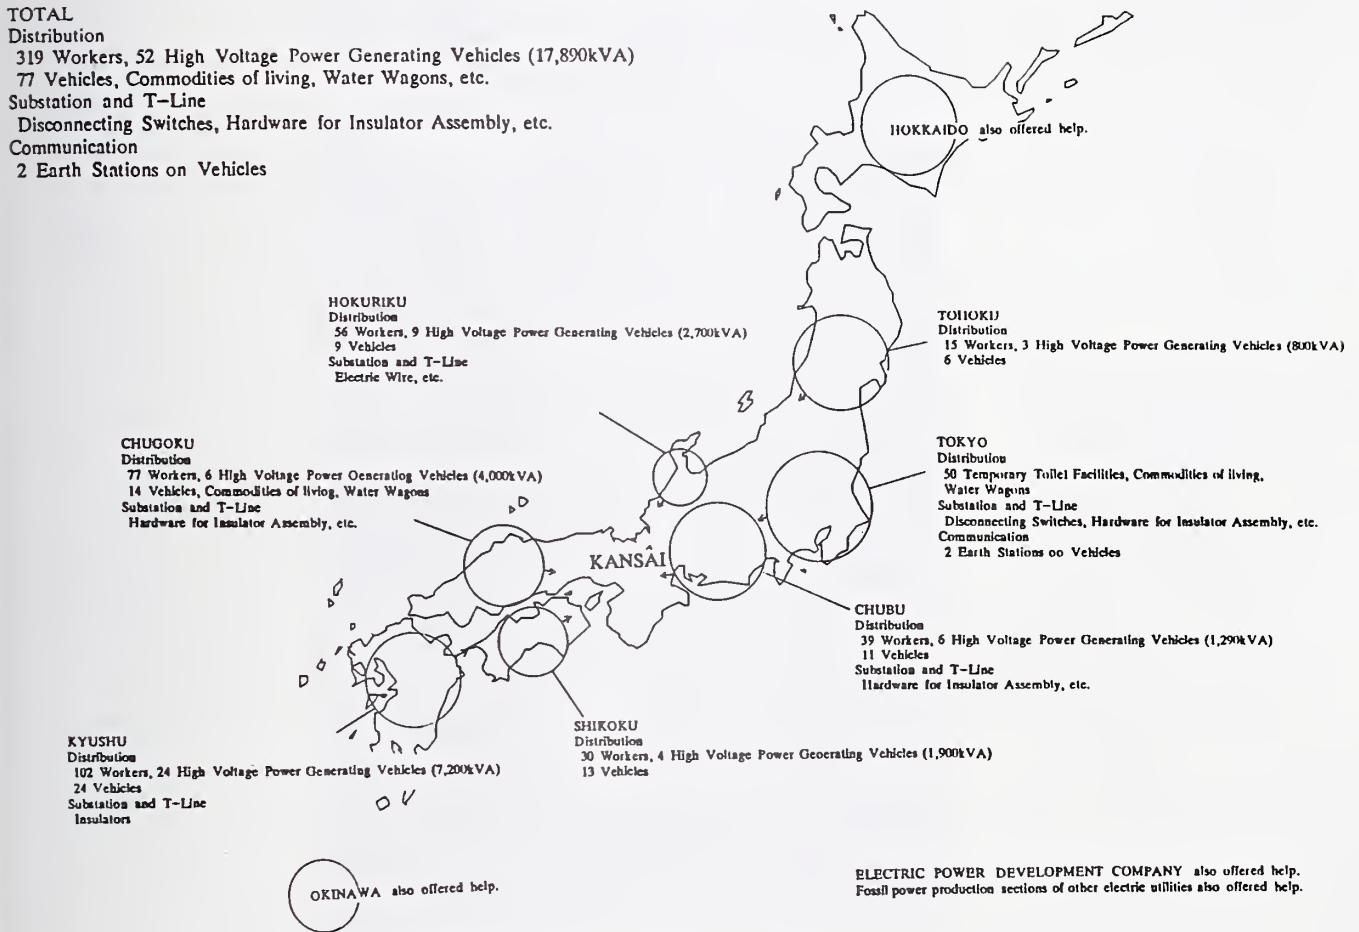 TOTAL
Distribution
319 Workers, 52 High Voltage Power Generating Vehicles (17,890kVA)
77 Vehicles, Commodities of living, Water Wagons, etc.
Substation and T-Line
Disconnecting Switches, Hardware for Insulator Assembly, etc.
Communication
2 Earth Stations on Vehicles
HOKKAIDO also offered help.
HOKURIKU
Distribution
56 Workers, 9 High Voltage Power Generating Vehicles (2,700kVA)
9 Vehicles
Substation and T-Line
Electric Wire, etc.
TOHOKU
Distribution
15 Workers, 3 High Voltage Power Generating Vehicles (800kVA)
6 Vehicles
CHUGOKU
Distribution
77 Workers, 6 High Voltage Power Generating Vehicles (4,000kVA)
14 Vehicles, Commodities of living, Water Wagons
Substation and T-Line
Hardware for Insulator Assembly, etc.
TOKYO
Distribution
50 Temporary Toilet Facilities, Commodities of living,
Water Wagons
Substation and T-Line
Disconnecting Switches, Hardware for Insulator Assembly, etc.
Communication
2 Earth Stations on Vehicles
KANSAI
CHUBU
Distribution
39 Workers, 6 High Voltage Power Generating Vehicles (1,290kVA)
11 Vehicles
Substation and T-Line
Hardware for Insulator Assembly, etc.
SHIKOKU
Distribution
30 Workers, 4 High Voltage Power Generating Vehicles (1,900kVA)
13 Vehicles
KYUSHU
Distribution
102 Workers, 24 High Voltage Power Generating Vehicles (7,200kVA)
24 Vehicles
Substation and T-Line
Insulators
OKINAWA also offered help.
ELECTRIC POWER DEVELOPMENT COMPANY also offered help.
Fossil power production sections of other electric utilities also offered help.